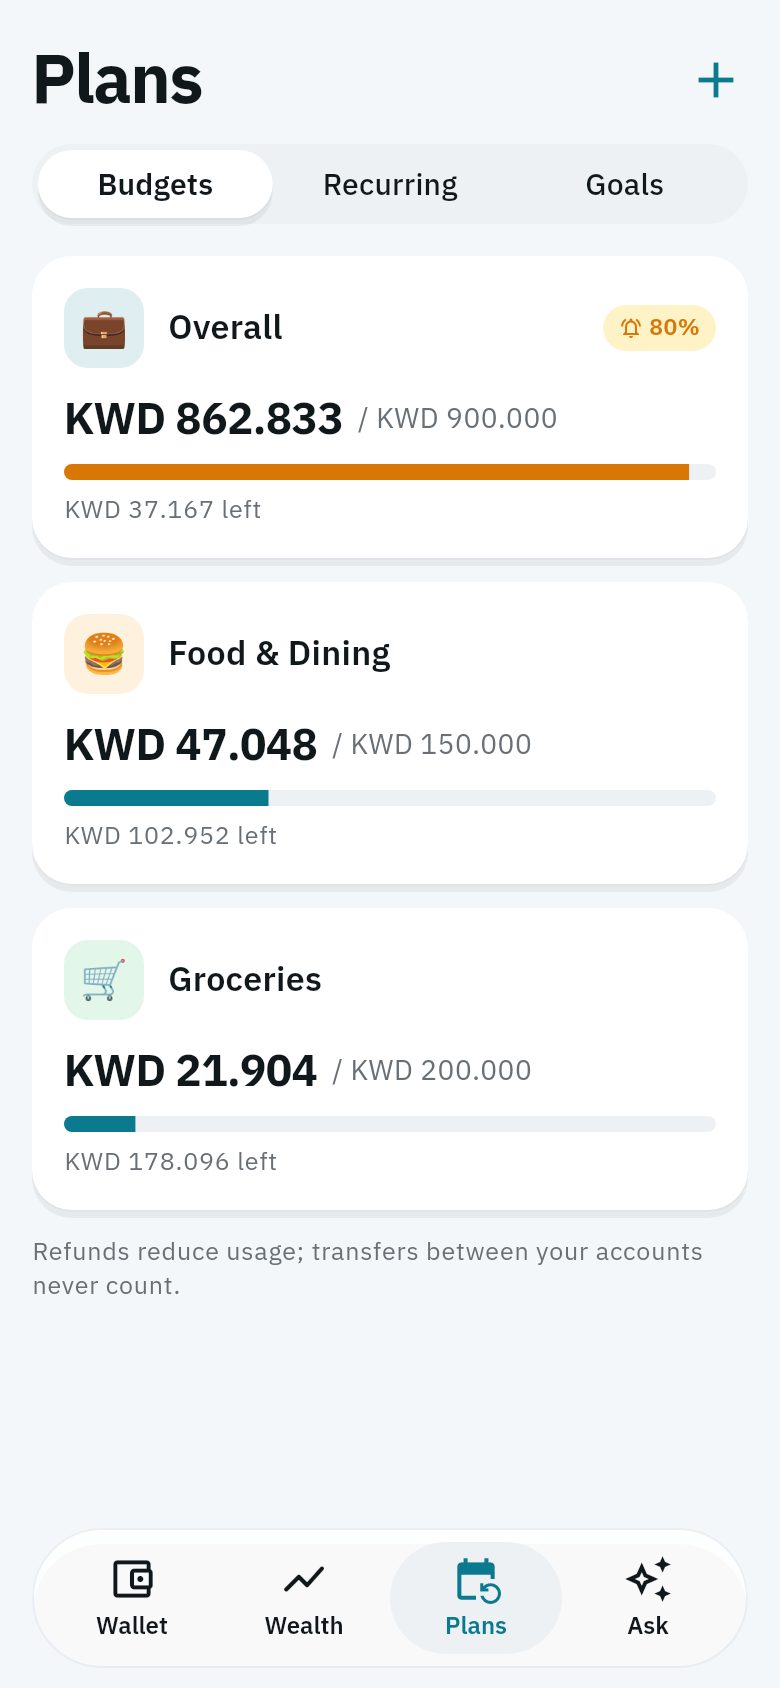 Plans
Budgets Recurring Goals
Overall 80%
KWD 862.833 / KWD 900.000
KWD 37.167 left
Food & Dining
KWD 47.048 / KWD 150.000
KWD 102.952 left
Groceries
KWD 21.904 / KWD 200.000
KWD 178.096 left
Refunds reduce usage; transfers between your accounts
never count.
Wallet Wealth Plans Ask